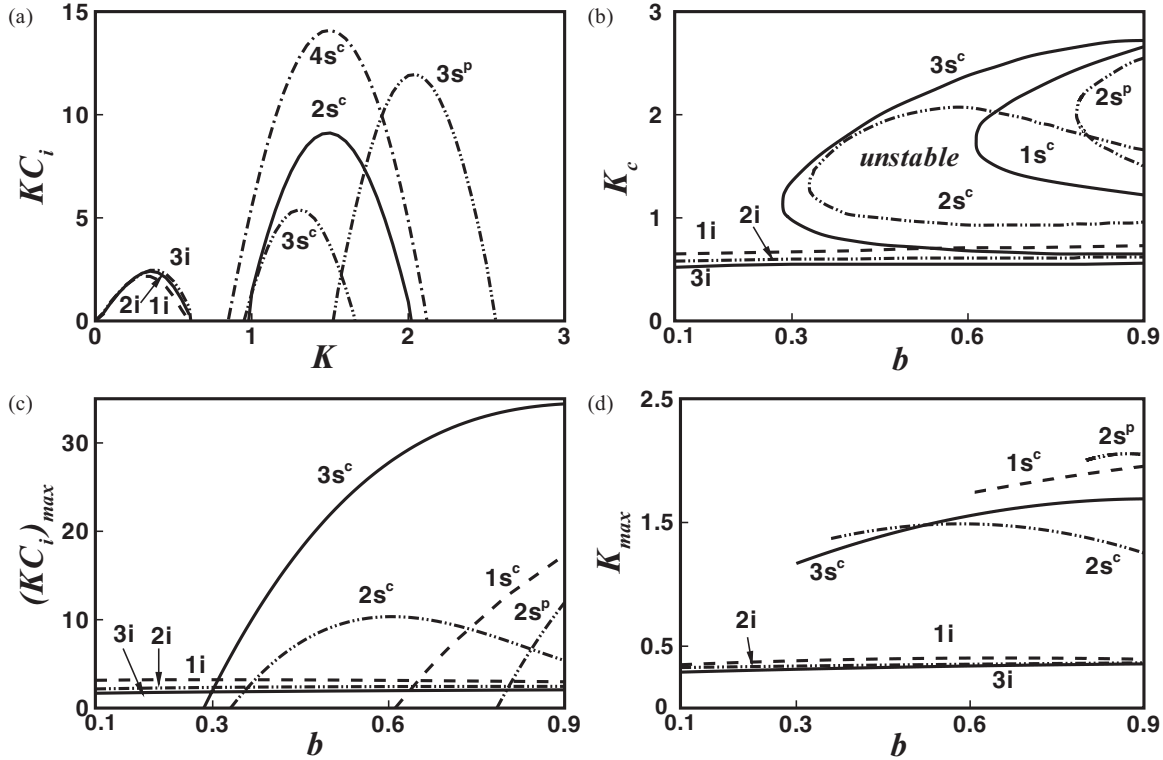 (a)
15
10
5
0
KC_i
4s^c
3s^p
2s^c
3s^c
3i
2i
1i
0
1
2
3
K
(b)
3
2
1
0
K_c
3s^c
2s^p
unstable
1s^c
2s^c
2i
1i
3i
0.1
0.3
0.6
0.9
b
(c)
30
20
10
0
(KC_i)_max
3s^c
1s^c
2s^c
2s^p
3i
2i
1i
0.1
0.3
0.6
0.9
b
(d)
2.5
1.5
0.5
0
K_max
2s^p
1s^c
3s^c
2s^c
2i
1i
3i
0.1
0.3
0.6
0.9
b